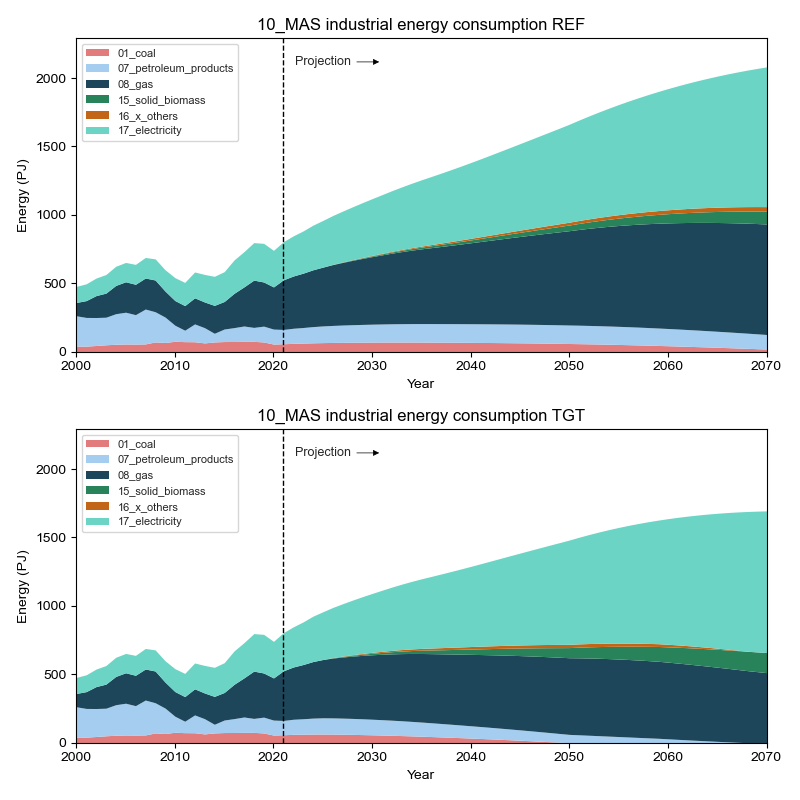 10_MAS industrial energy consumption REF
01_coal
07_petroleum_products
08_gas
15_solid_biomass
16_x_others
17_electricity
Projection
Energy (PJ)
2000
1500
1000
500
0
2000 2010 2020 2030 2040 2050 2060 2070
Year
10_MAS industrial energy consumption TGT
01_coal
07_petroleum_products
08_gas
15_solid_biomass
16_x_others
17_electricity
Projection
Energy (PJ)
2000
1500
1000
500
0
2000 2010 2020 2030 2040 2050 2060 2070
Year